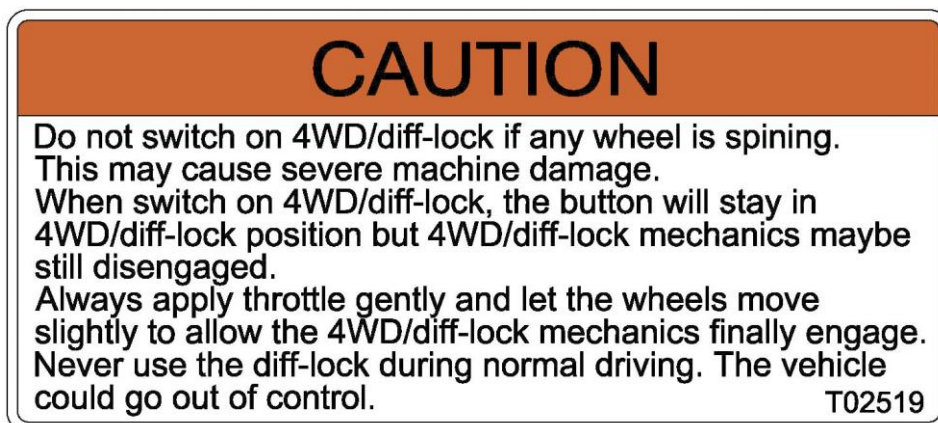 CAUTION
Do not switch on 4WD/diff-lock if any wheel is spining.
This may cause severe machine damage.
When switch on 4WD/diff-lock, the button will stay in
4WD/diff-lock position but 4WD/diff-lock mechanics maybe
still disengaged.
Always apply throttle gently and let the wheels move
slightly to allow the 4WD/diff-lock mechanics finally engage.
Never use the diff-lock during normal driving. The vehicle
could go out of control. T02519